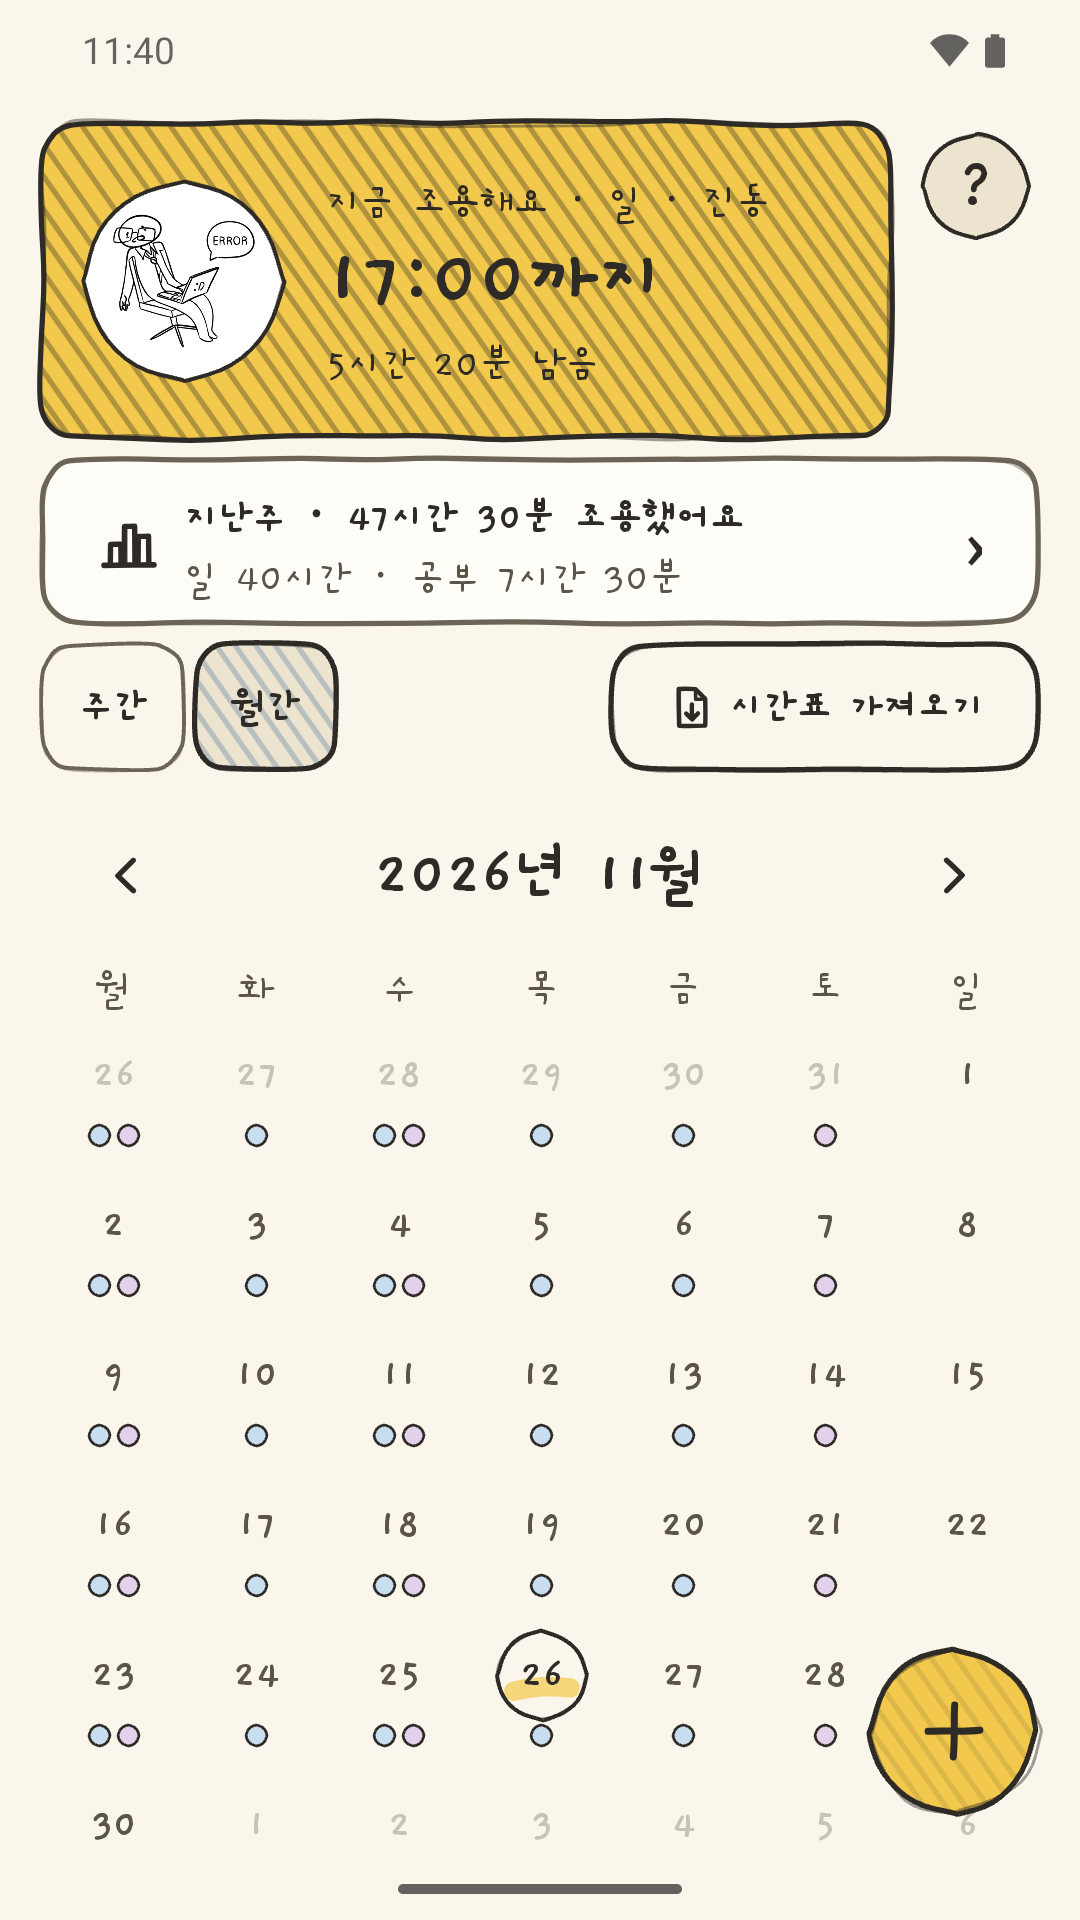 11:40
지금 조용해요 · 일 · 진동
17:00까지
5시간 20분 남음
ERROR
:D
?
지난주 · 47시간 30분 조용했어요
일 40시간 · 공부 7시간 30분
주간 월간 시간표 가져오기
2026년 11월
월 화 수 목 금 토 일
26 27 28 29 30 31 1
2 3 4 5 6 7 8
9 10 11 12 13 14 15
16 17 18 19 20 21 22
23 24 25 26 27 28
30 1 2 3 4 5 6